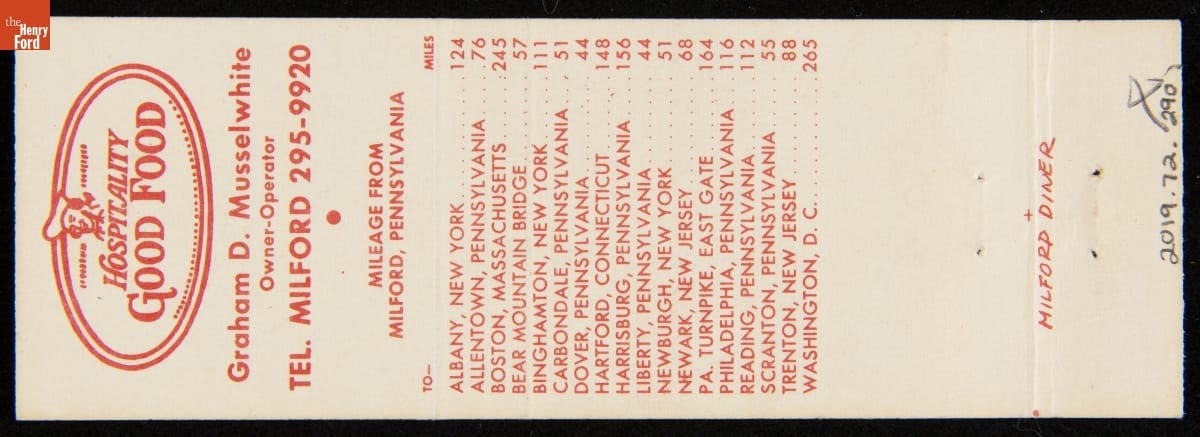 the
Henry
Ford
HOSPITALITY
GOOD FOOD
Graham D. Musselwhite
Owner-Operator
TEL. MILFORD 295-9920
MILEAGE FROM
MILFORD, PENNSYLVANIA
TO— MILES
ALBANY, NEW YORK 124
ALLENTOWN, PENNSYLVANIA 76
BOSTON, MASSACHUSETTS 245
BEAR MOUNTAIN BRIDGE 57
BINGHAMTON, NEW YORK 111
CARBONDALE, PENNSYLVANIA 51
DOVER, PENNSYLVANIA 44
HARTFORD, CONNECTICUT 148
HARRISBURG, PENNSYLVANIA 156
LIBERTY, PENNSYLVANIA 44
NEWBURGH, NEW YORK 51
NEWARK, NEW JERSEY 68
PA. TURNPIKE, EAST GATE 164
PHILADELPHIA, PENNSYLVANIA 116
READING, PENNSYLVANIA 112
SCRANTON, PENNSYLVANIA 55
TRENTON, NEW JERSEY 88
WASHINGTON, D. C. 265
MILFORD DINER
2019.72.290